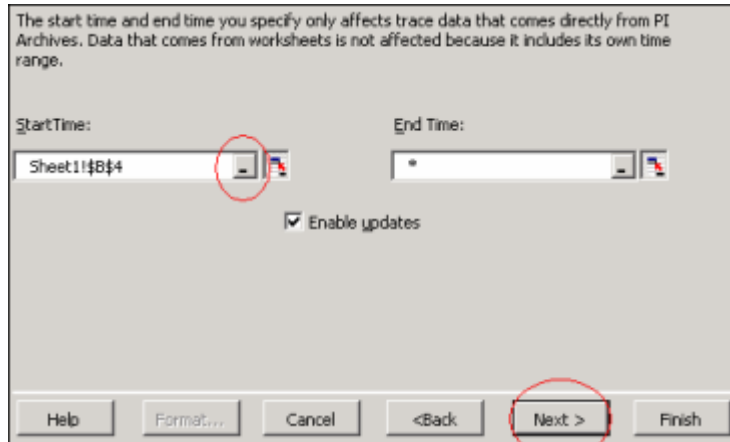 The start time and end time you specify only affects trace data that comes directly from PI
Archives. Data that comes from worksheets is not affected because it includes its own time
range.
StartTime: End Time:
Sheet1!$B$4 *
Enable updates
Help Format... Cancel <Back Next > Finish